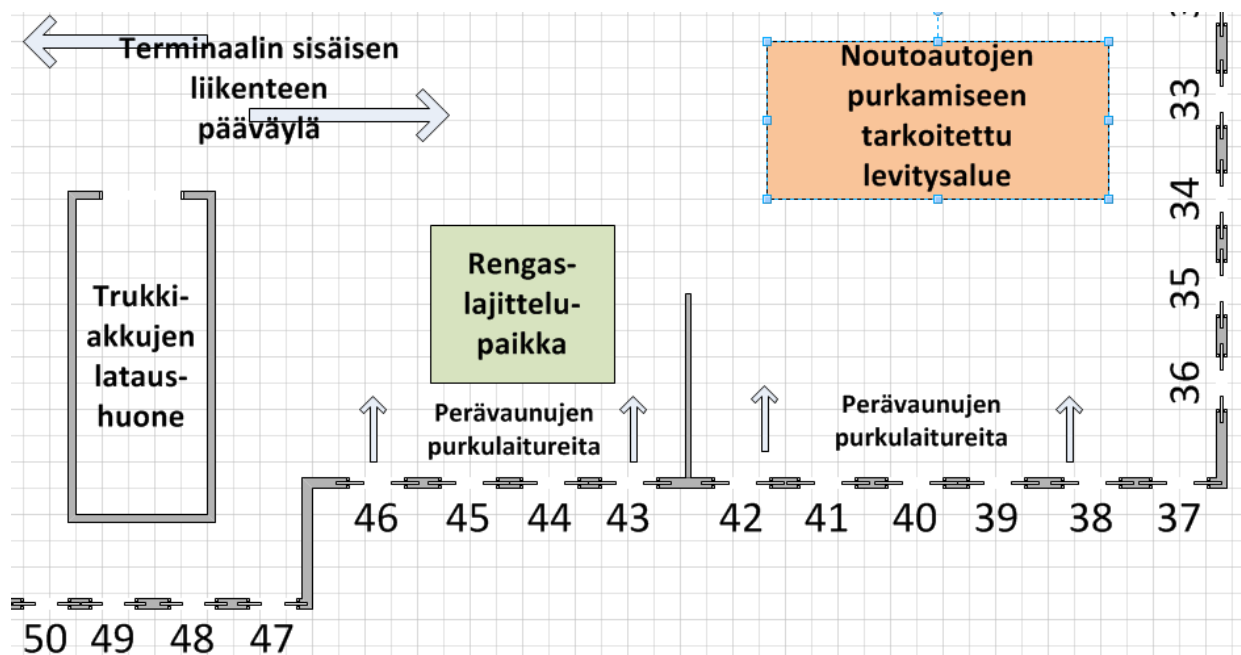 Terminaalin sisäisen
liikenteen
pääväylä
Noutoautojen
purkamiseen
tarkoitettu
levitysalue
33
34
35
36
Trukki-
akkujen
lataus-
huone
Rengas-
lajittelu-
paikka
Perävaunujen
purkulaitureita
Perävaunujen
purkulaitureita
46 45 44 43 42 41 40 39 38 37
50 49 48 47